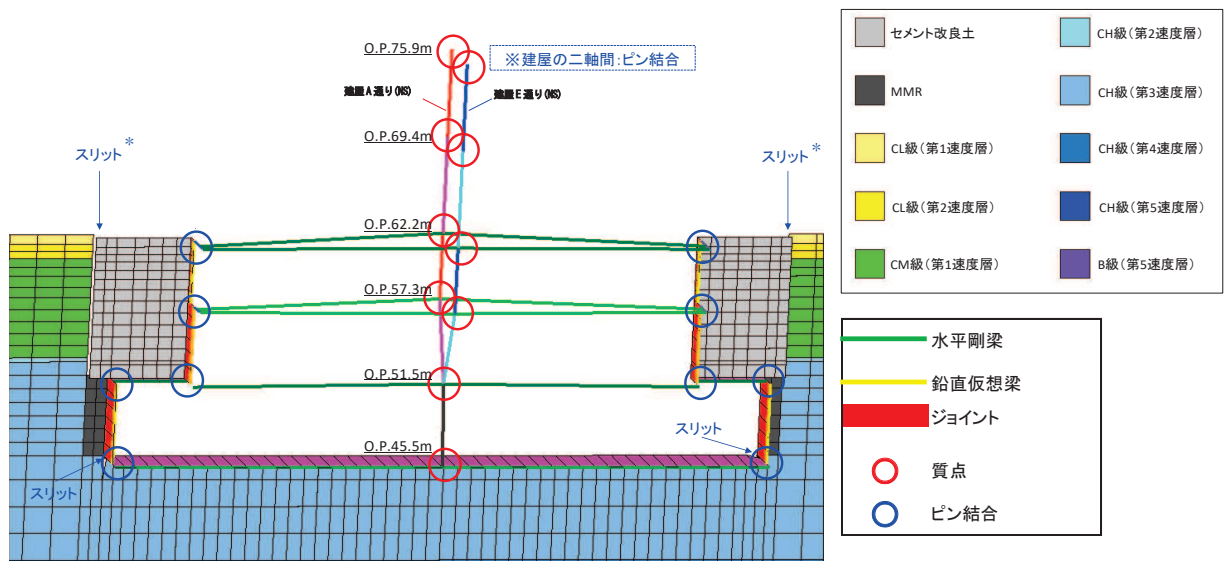 O.P.75.9m
※建屋の二軸間:ピン結合
建屋A通り(NS)
建屋E通り(NS)
O.P.69.4m
スリット*
スリット*
O.P.62.2m
O.P.57.3m
O.P.51.5m
スリット
O.P.45.5m
スリット
セメント改良土
CH級(第2速度層)
MMR
CH級(第3速度層)
CL級(第1速度層)
CH級(第4速度層)
CL級(第2速度層)
CH級(第5速度層)
CM級(第1速度層)
B級(第5速度層)
水平剛梁
鉛直仮想梁
ジョイント
質点
ピン結合